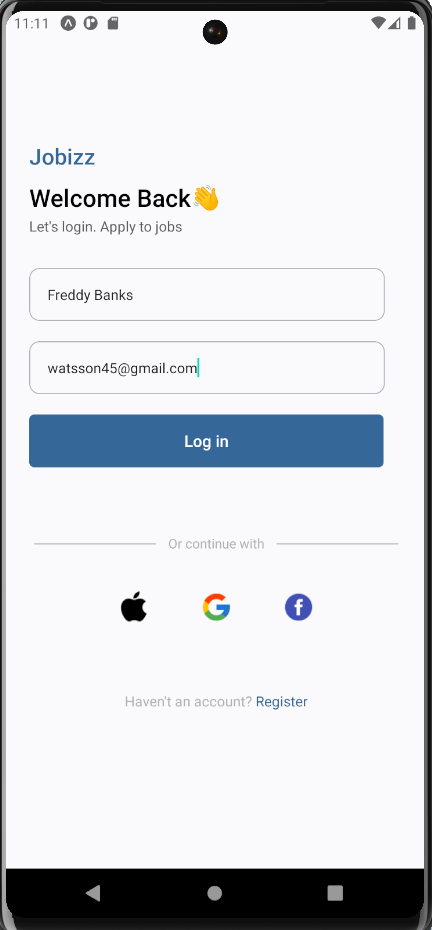 11:11
Jobizz
Welcome Back👋
Let's login. Apply to jobs
Freddy Banks
watsson45@gmail.com
Log in
Or continue with
Haven't an account? Register